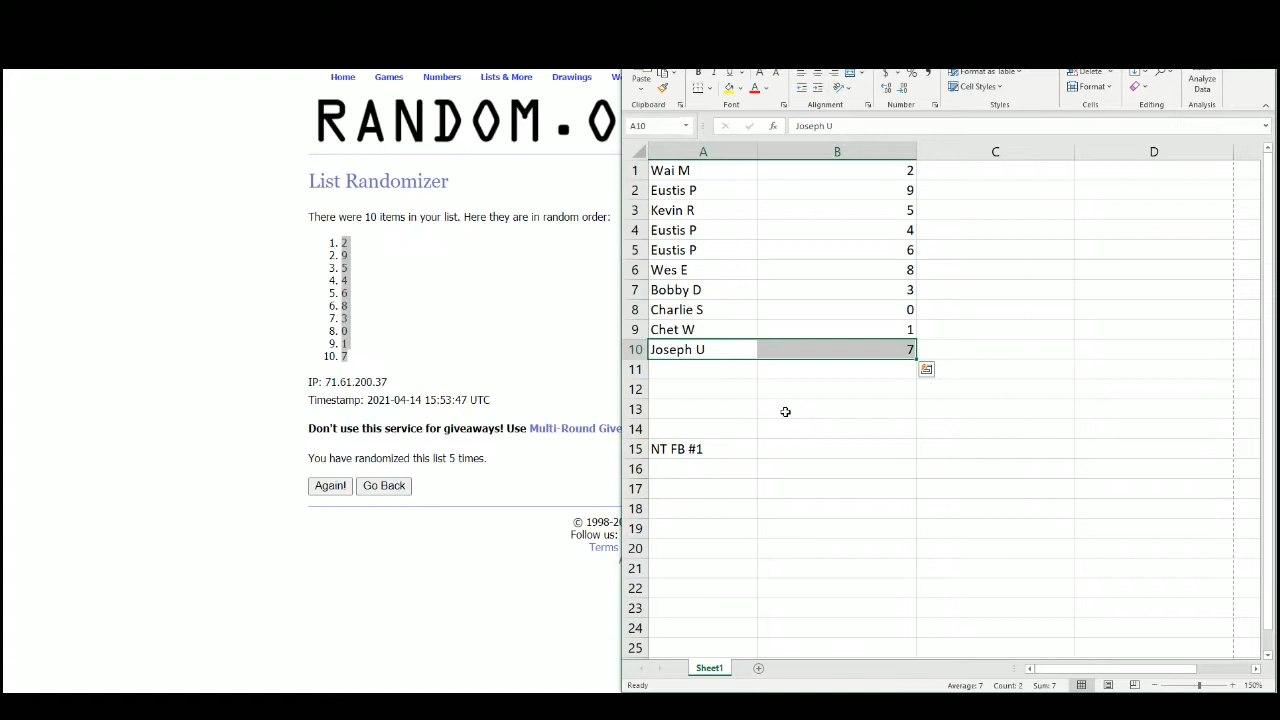 Home Games Numbers Lists & More Drawings
RANDOM.O
List Randomizer
There were 10 items in your list. Here they are in random order:
1. 2
2. 9
3. 5
4. 4
5. 6
6. 8
7. 3
8. 0
9. 1
10. 7
IP: 71.61.200.37
Timestamp: 2021-04-14 15:53:47 UTC
Don't use this service for giveaways! Use Multi-Round Give
You have randomized this list 5 times.
Again! Go Back
© 1998-2
Follow us:
Terms
Paste B I U A A $ % Format as Table Delete Analyze
Cell Styles Format Data
Clipboard Font Alignment Number Styles Cells Editing Analysis
A10 fx Joseph U
A B C D
1 Wai M 2
2 Eustis P 9
3 Kevin R 5
4 Eustis P 4
5 Eustis P 6
6 Wes E 8
7 Bobby D 3
8 Charlie S 0
9 Chet W 1
10 Joseph U 7
11
12
13
14
15 NT FB #1
16
17
18
19
20
21
22
23
24
25
Sheet1
Ready Average: 7 Count: 2 Sum: 7 150%